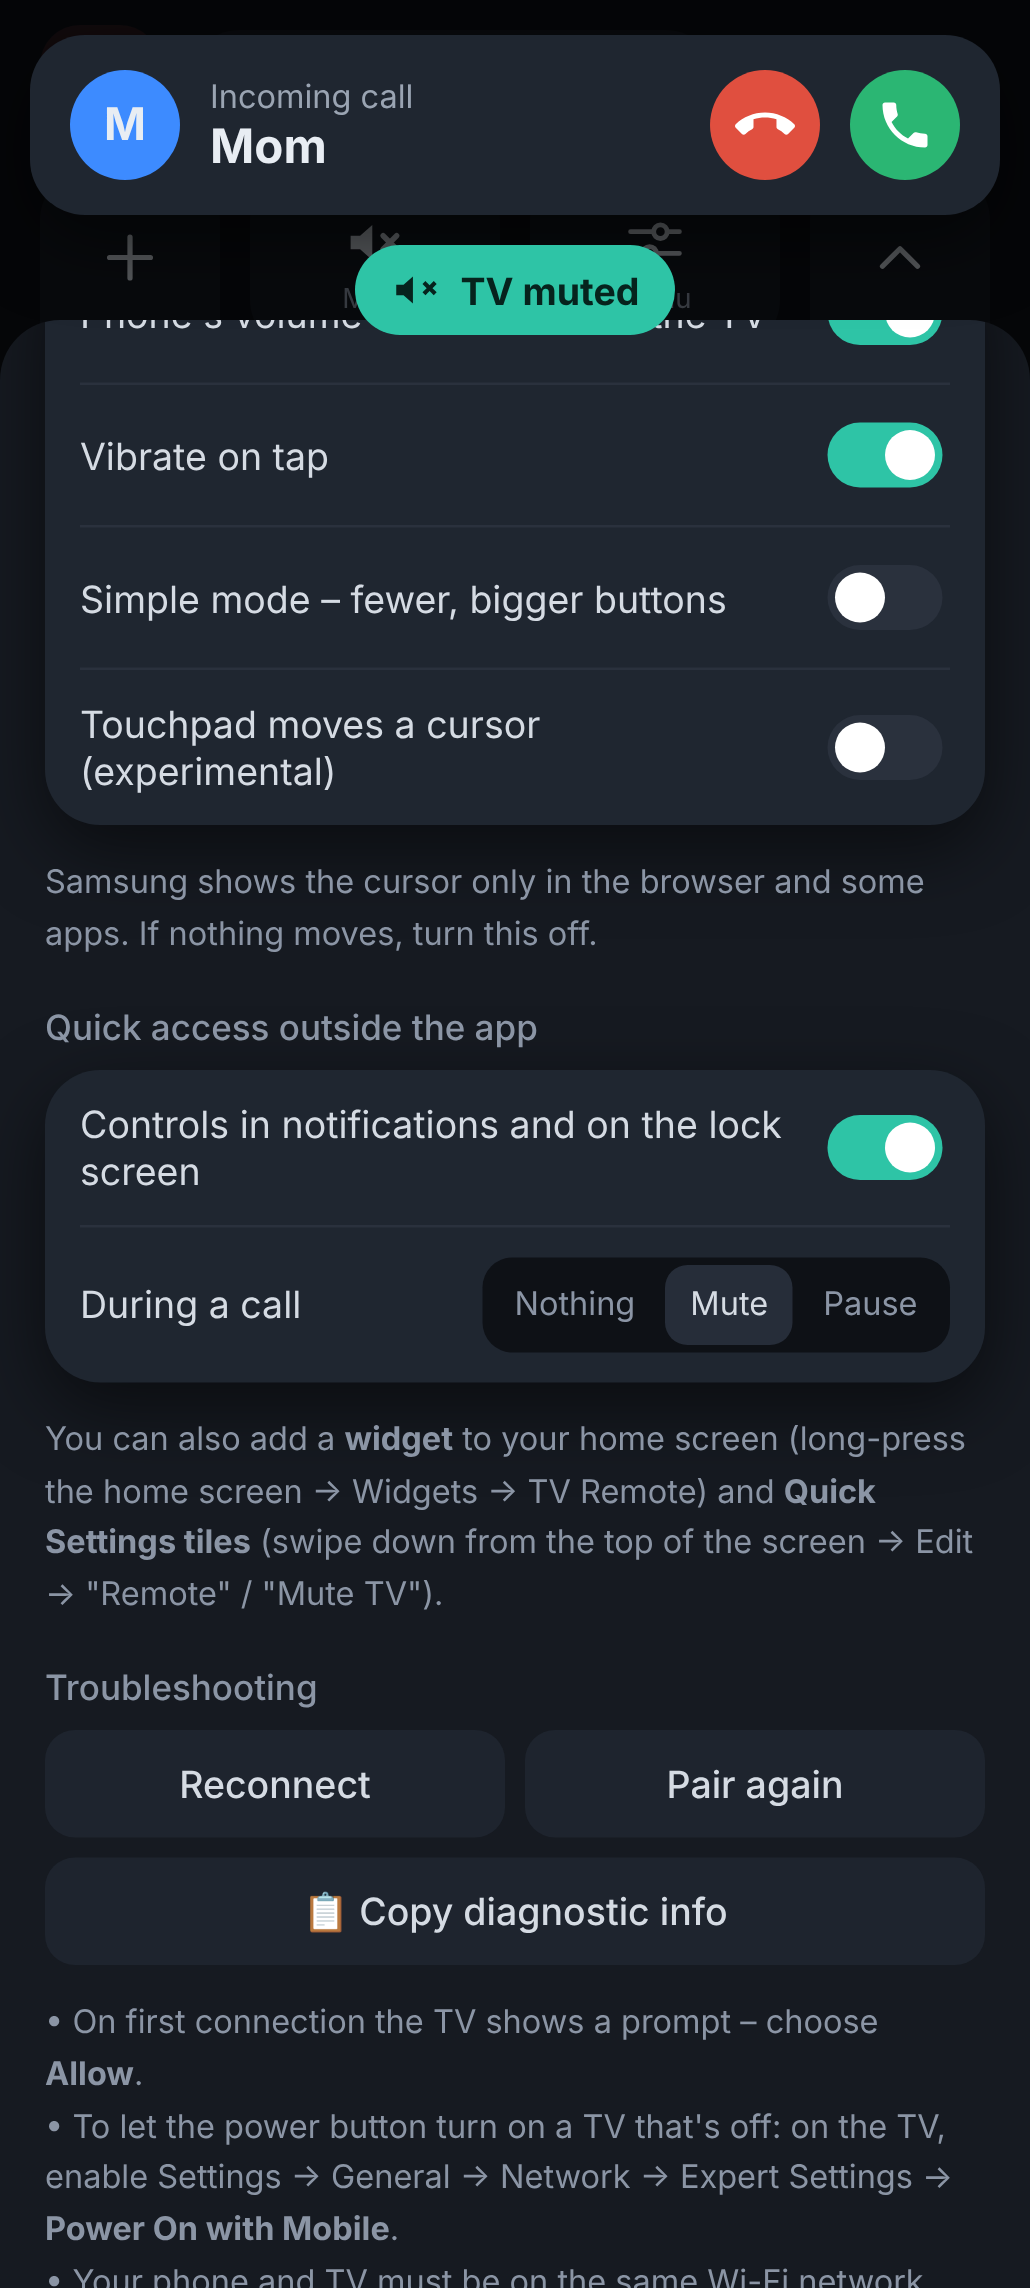 M
Incoming call
Mom
TV muted
Phone's volume
the TV
Vibrate on tap
Simple mode – fewer, bigger buttons
Touchpad moves a cursor
(experimental)
Samsung shows the cursor only in the browser and some
apps. If nothing moves, turn this off.
Quick access outside the app
Controls in notifications and on the lock
screen
During a call
Nothing
Mute
Pause
You can also add a widget to your home screen (long-press
the home screen → Widgets → TV Remote) and Quick
Settings tiles (swipe down from the top of the screen → Edit
→ "Remote" / "Mute TV").
Troubleshooting
Reconnect
Pair again
📋 Copy diagnostic info
• On first connection the TV shows a prompt – choose
Allow.
• To let the power button turn on a TV that's off: on the TV,
enable Settings → General → Network → Expert Settings →
Power On with Mobile.
• Your phone and TV must be on the same Wi-Fi network